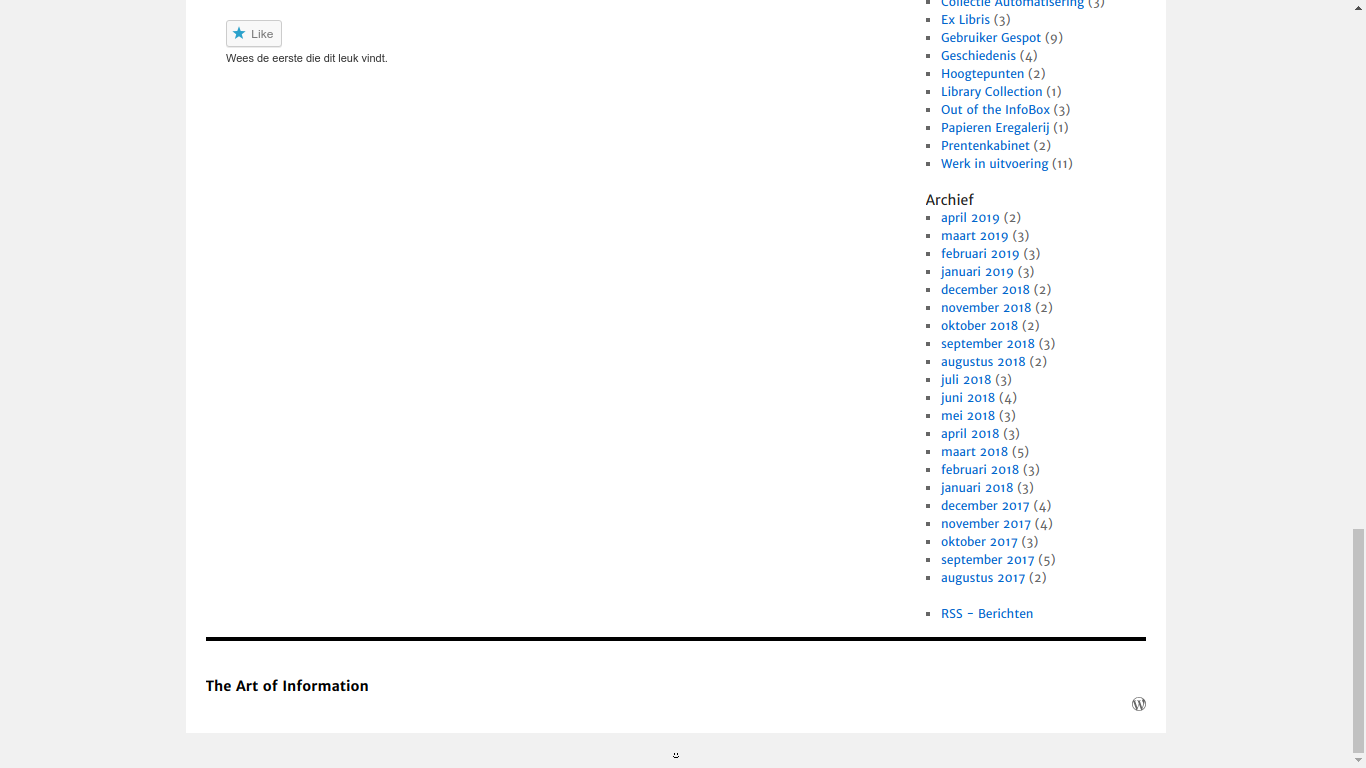 Like
Wees de eerste die dit leuk vindt.
Collectie Automatisering (3)
Ex Libris (3)
Gebruiker Gespot (9)
Geschiedenis (4)
Hoogtepunten (2)
Library Collection (1)
Out of the InfoBox (3)
Papieren Eregalerij (1)
Prentenkabinet (2)
Werk in uitvoering (11)
Archief
april 2019 (2)
maart 2019 (3)
februari 2019 (3)
januari 2019 (3)
december 2018 (2)
november 2018 (2)
oktober 2018 (2)
september 2018 (3)
augustus 2018 (2)
juli 2018 (3)
juni 2018 (4)
mei 2018 (3)
april 2018 (3)
maart 2018 (5)
februari 2018 (3)
januari 2018 (3)
december 2017 (4)
november 2017 (4)
oktober 2017 (3)
september 2017 (5)
augustus 2017 (2)
RSS - Berichten
The Art of Information